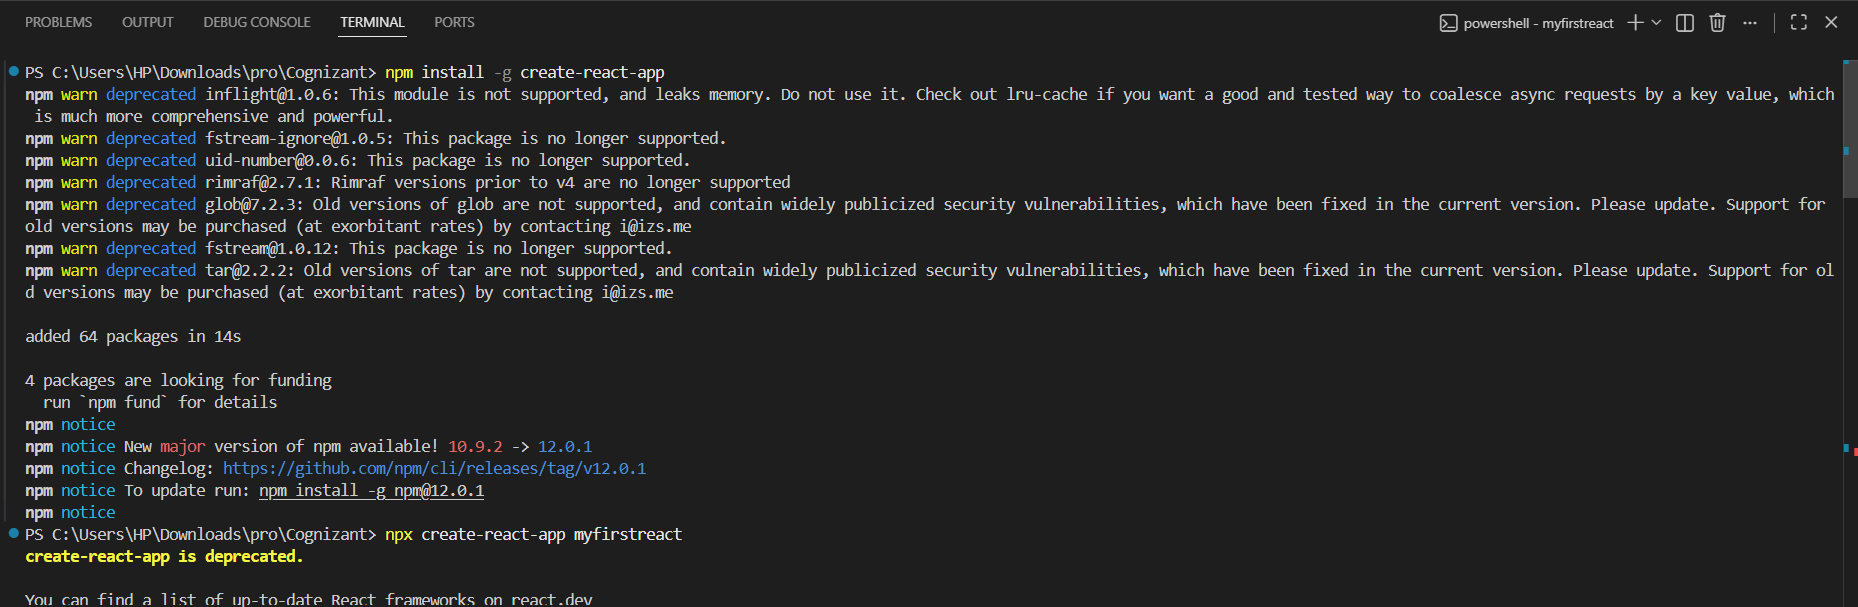 PROBLEMS OUTPUT DEBUG CONSOLE TERMINAL PORTS powershell - myfirstreact
PS C:\Users\HP\Downloads\pro\Cognizant> npm install -g create-react-app
npm warn deprecated inflight@1.0.6: This module is not supported, and leaks memory. Do not use it. Check out lru-cache if you want a good and tested way to coalesce async requests by a key value, which
 is much more comprehensive and powerful.
npm warn deprecated fstream-ignore@1.0.5: This package is no longer supported.
npm warn deprecated uid-number@0.0.6: This package is no longer supported.
npm warn deprecated rimraf@2.7.1: Rimraf versions prior to v4 are no longer supported
npm warn deprecated glob@7.2.3: Old versions of glob are not supported, and contain widely publicized security vulnerabilities, which have been fixed in the current version. Please update. Support for
old versions may be purchased (at exorbitant rates) by contacting i@izs.me
npm warn deprecated fstream@1.0.12: This package is no longer supported.
npm warn deprecated tar@2.2.2: Old versions of tar are not supported, and contain widely publicized security vulnerabilities, which have been fixed in the current version. Please update. Support for ol
d versions may be purchased (at exorbitant rates) by contacting i@izs.me
added 64 packages in 14s
4 packages are looking for funding
  run `npm fund` for details
npm notice
npm notice New major version of npm available! 10.9.2 -> 12.0.1
npm notice Changelog: https://github.com/npm/cli/releases/tag/v12.0.1
npm notice To update run: npm install -g npm@12.0.1
npm notice
PS C:\Users\HP\Downloads\pro\Cognizant> npx create-react-app myfirstreact
create-react-app is deprecated.
You can find a list of up-to-date React frameworks on react.dev